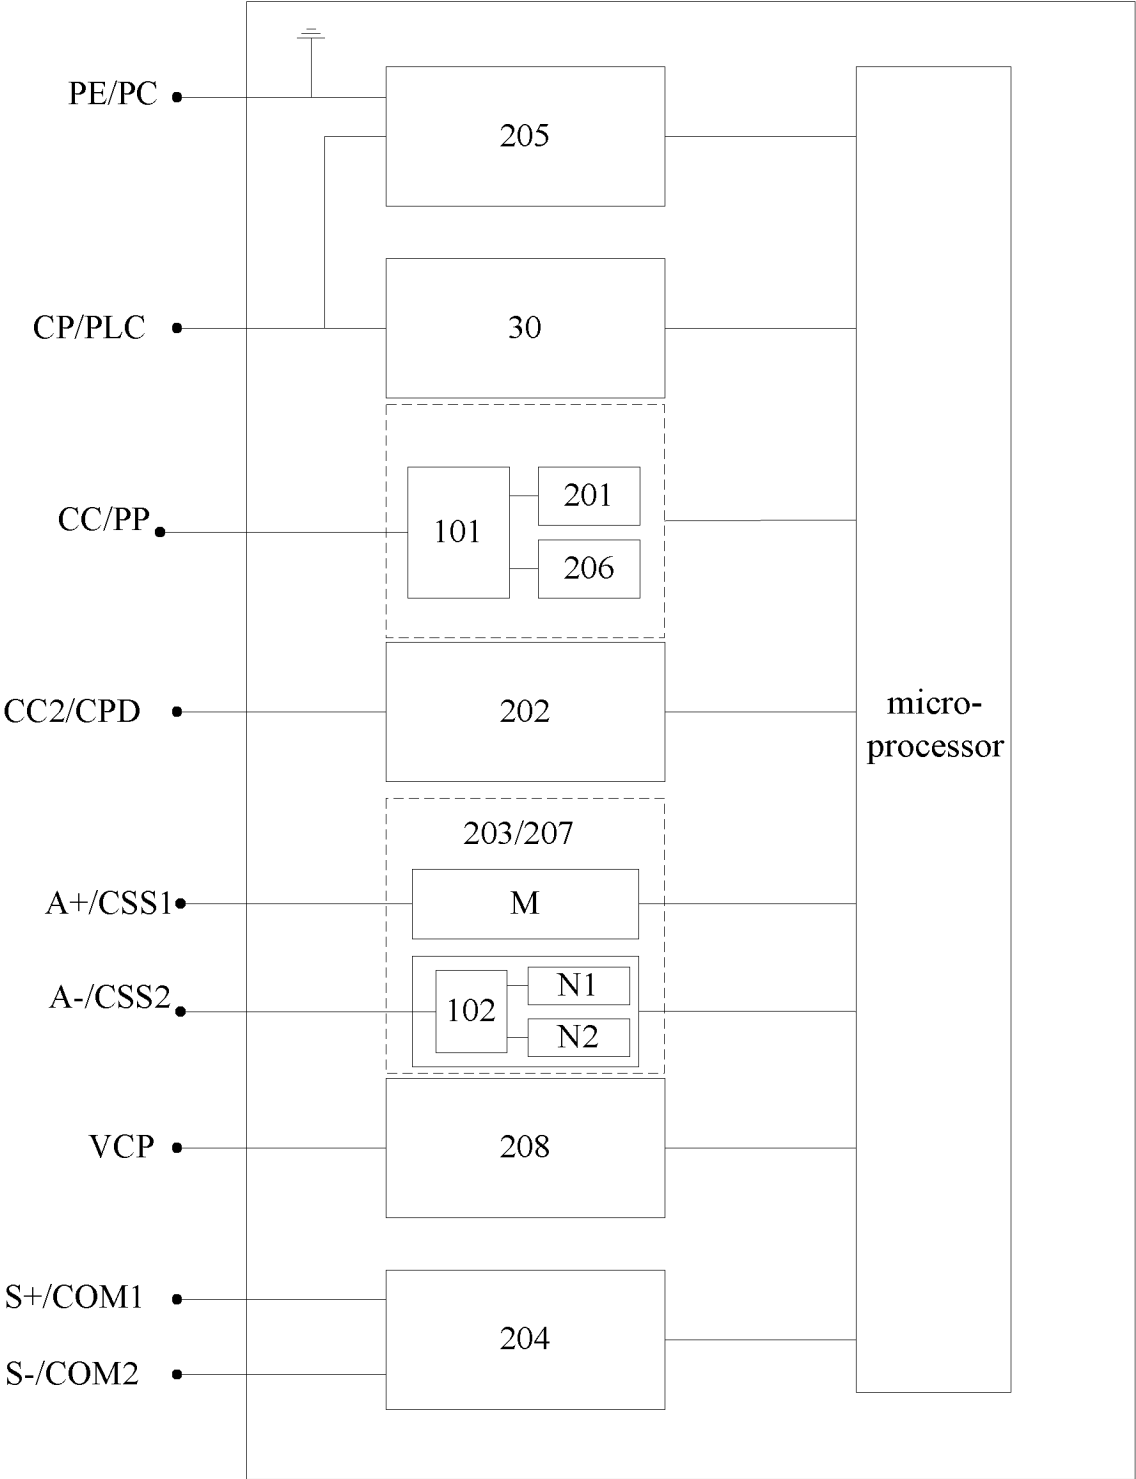 PE/PC
205
CP/PLC
30
CC/PP
101
201
206
CC2/CPD
202
micro-
processor
203/207
A+/CSS1
M
A-/CSS2
102
N1
N2
VCP
208
S+/COM1
204
S-/COM2